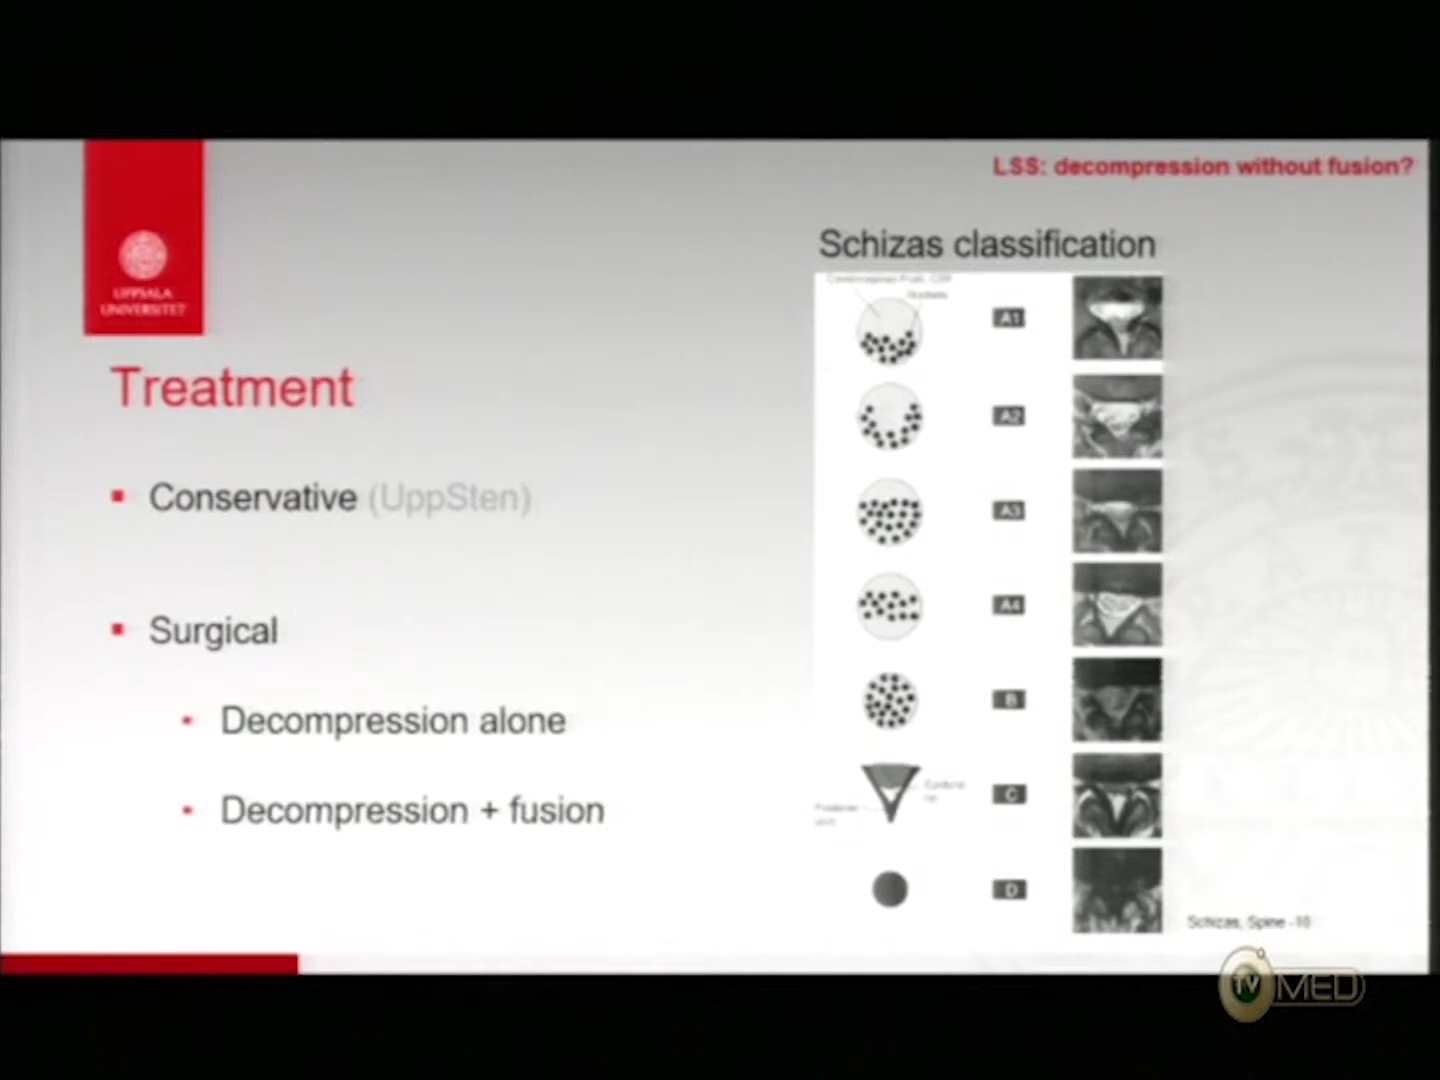 LSS: decompression without fusion?
UPPSALA
UNIVERSITET
Schizas classification
Treatment
Conservative (UppSten)
Surgical
Decompression alone
Decompression + fusion
A1
A2
A3
A4
B
C
D
Schizas, Spine -10
TV MED